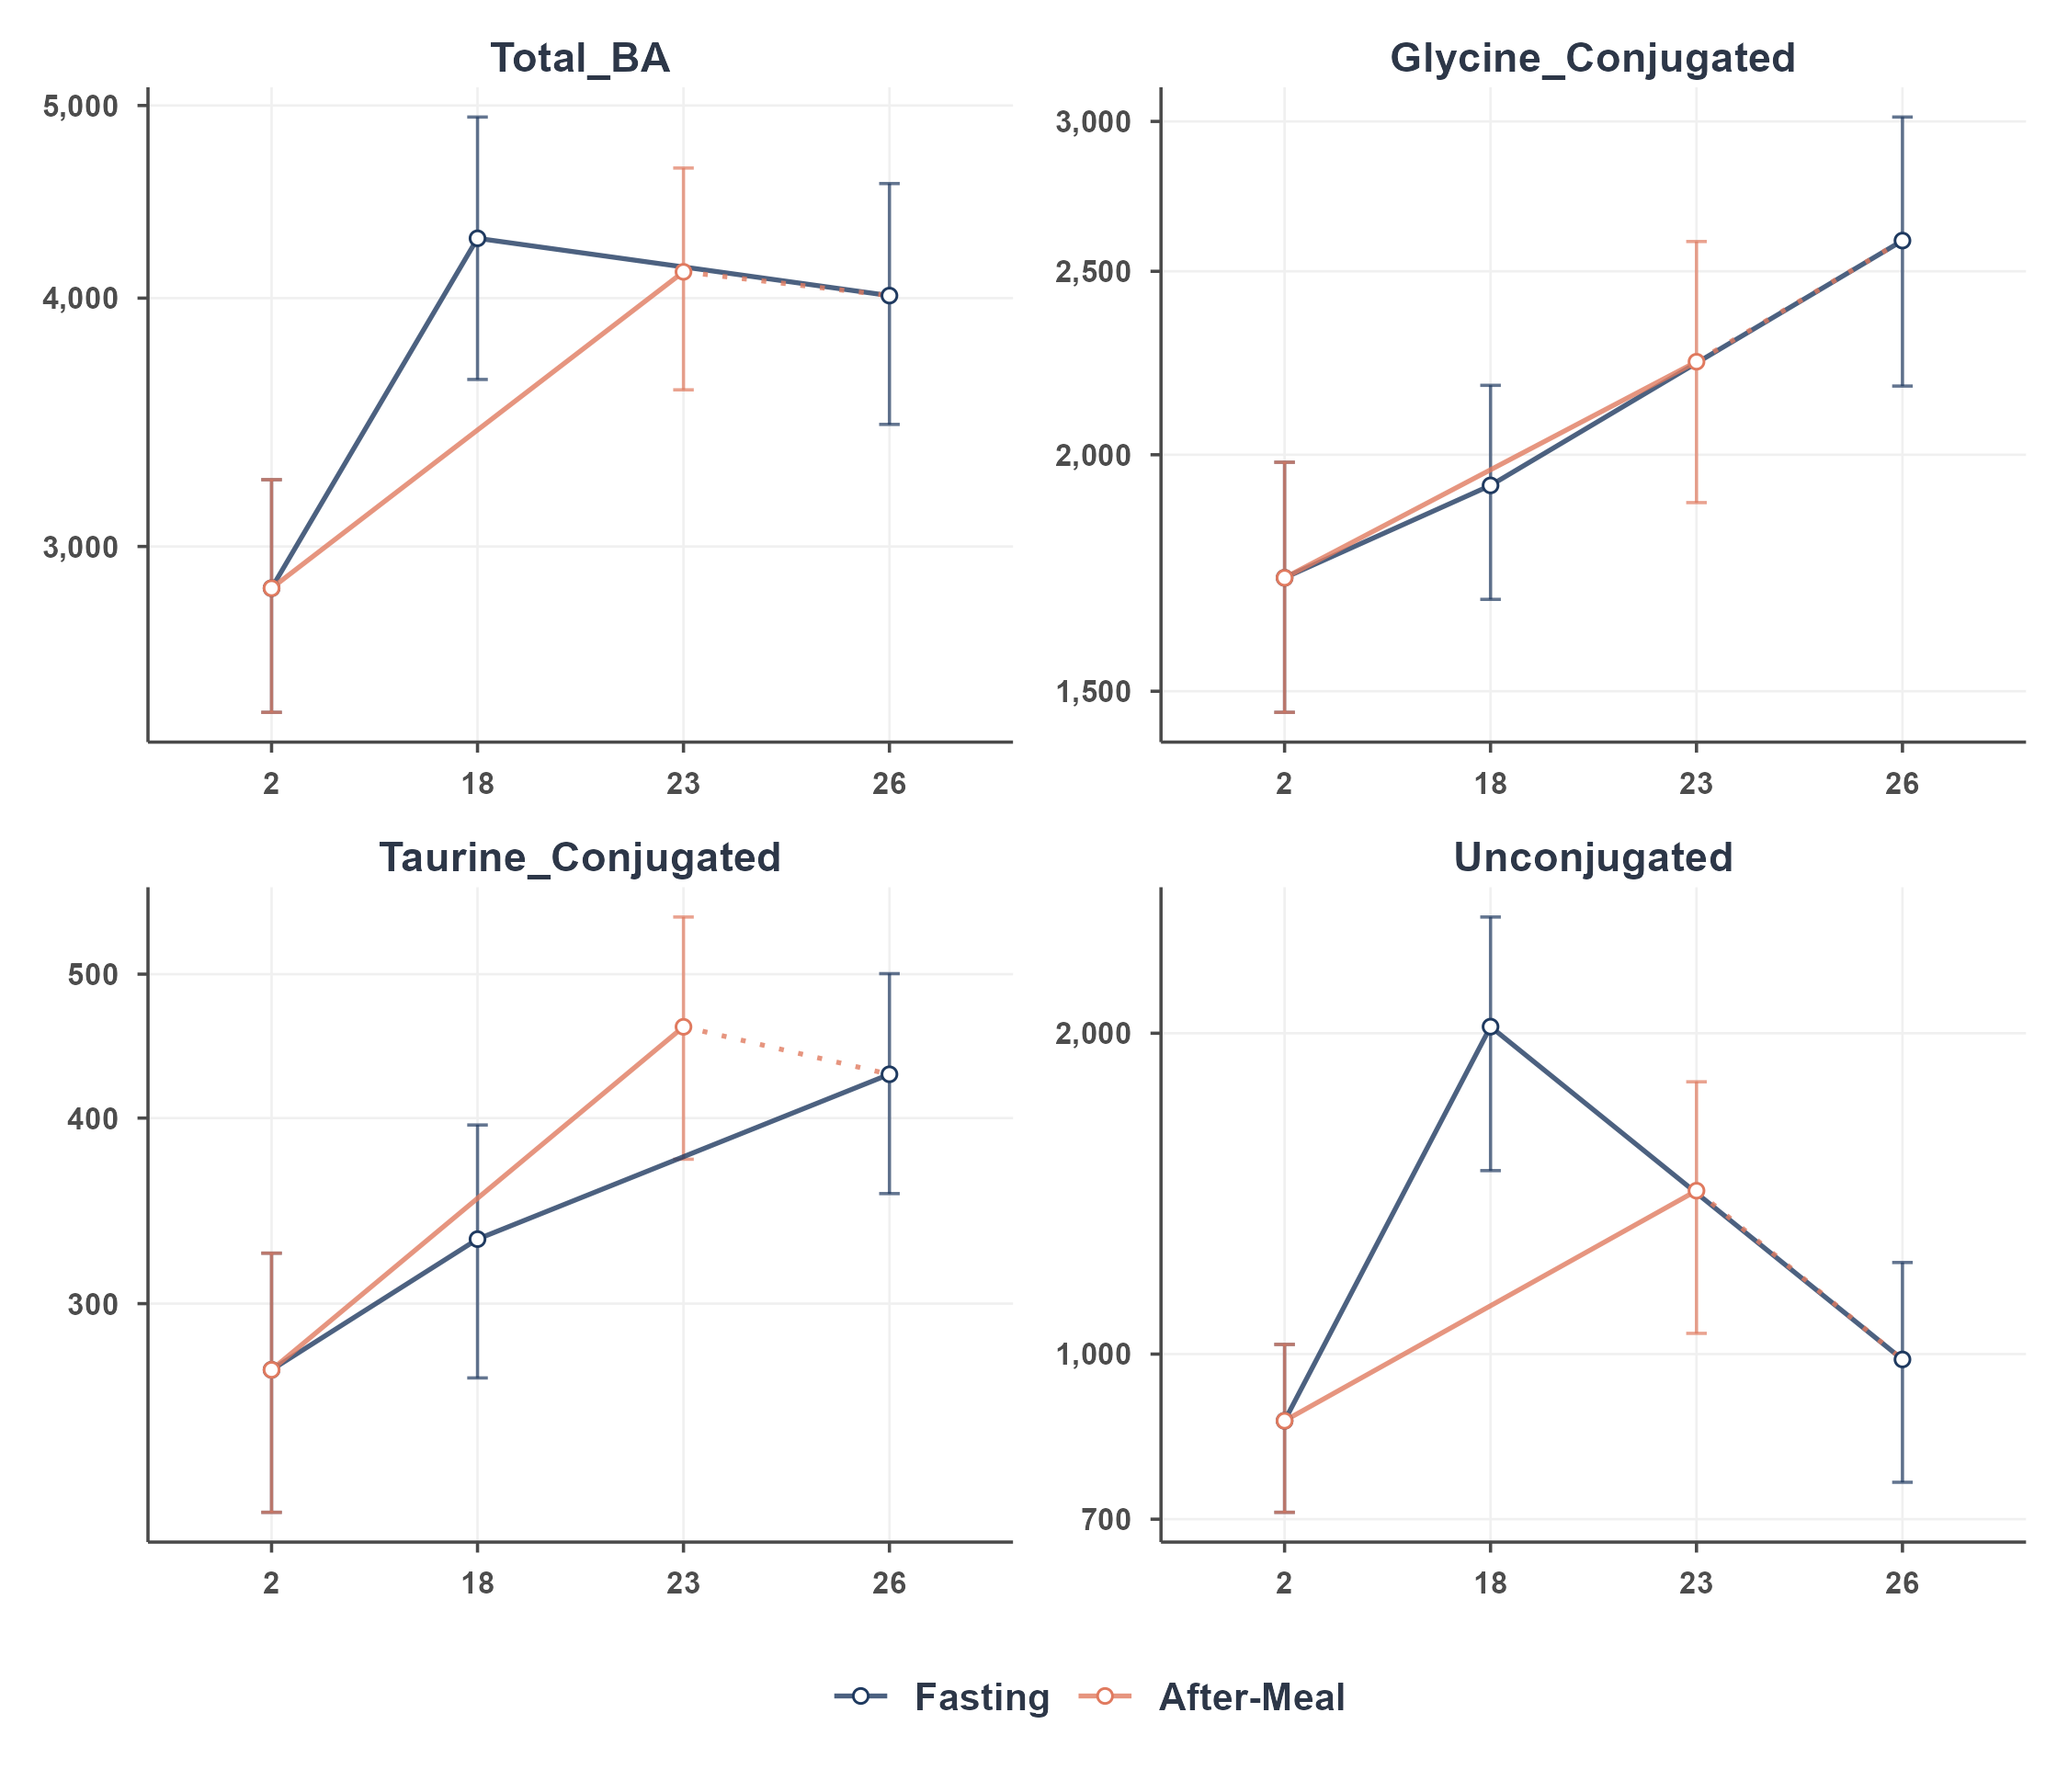 Total_BA
5,000
4,000
3,000
2 18 23 26
Glycine_Conjugated
3,000
2,500
2,000
1,500
2 18 23 26
Taurine_Conjugated
500
400
300
2 18 23 26
Unconjugated
2,000
1,000
700
2 18 23 26
Fasting After-Meal